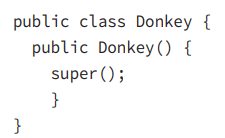 public class Donkey {
  public Donkey() {
    super();
    }
}